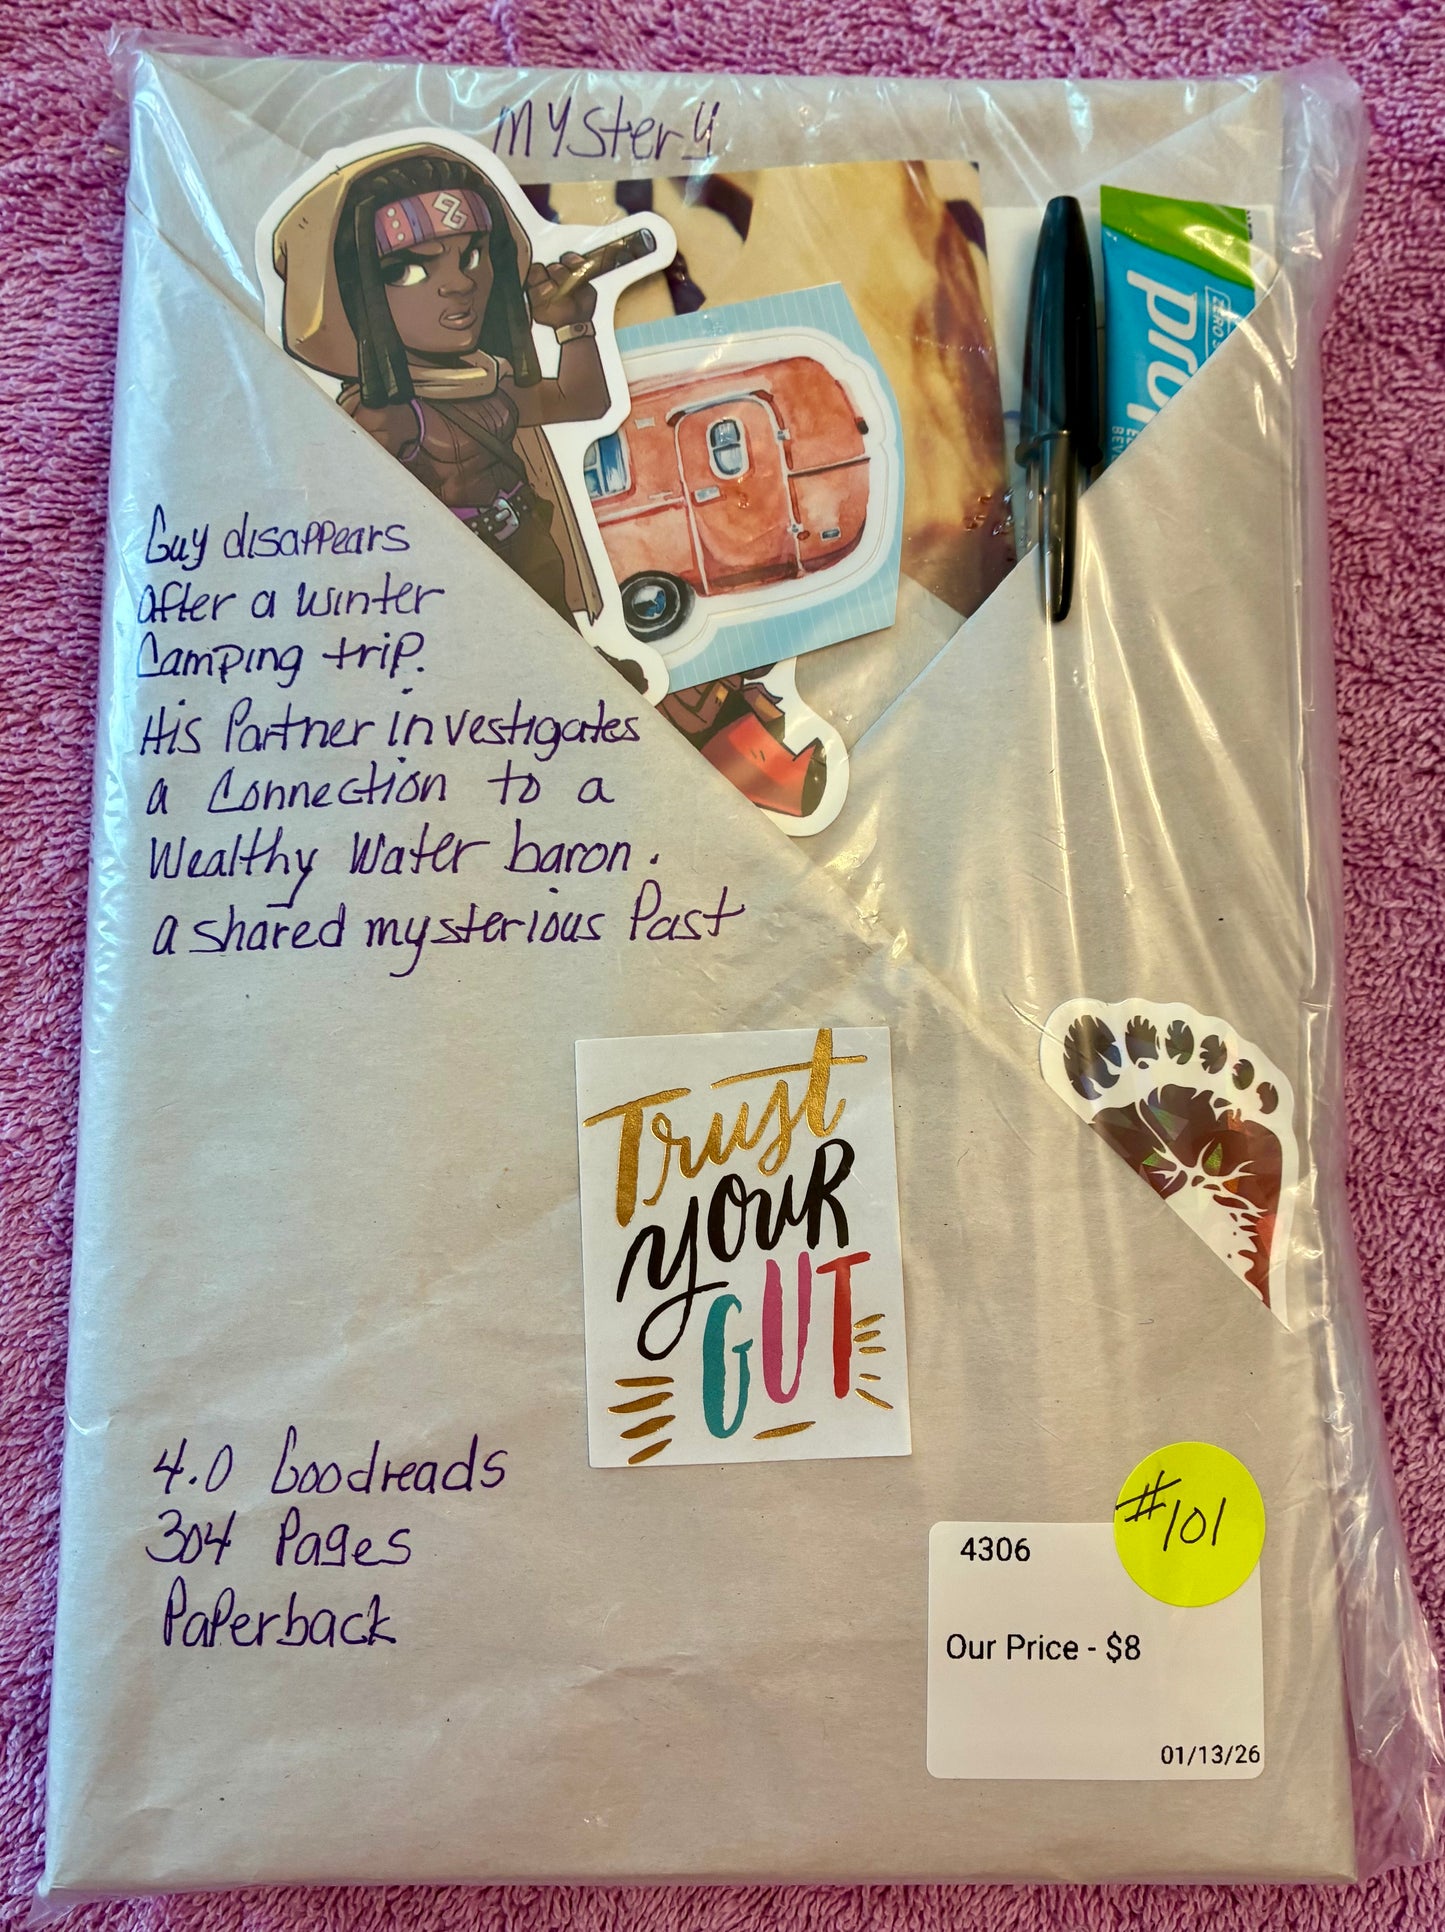 Mystery
Guy disappears
after a winter
Camping trip.
His Partner investigates
a Connection to a
Wealthy Water baron.
a shared mysterious Past
Trust
your
GUT
4.0 Goodreads
304 Pages
Paperback
#101
4306
Our Price - $8
01/13/26